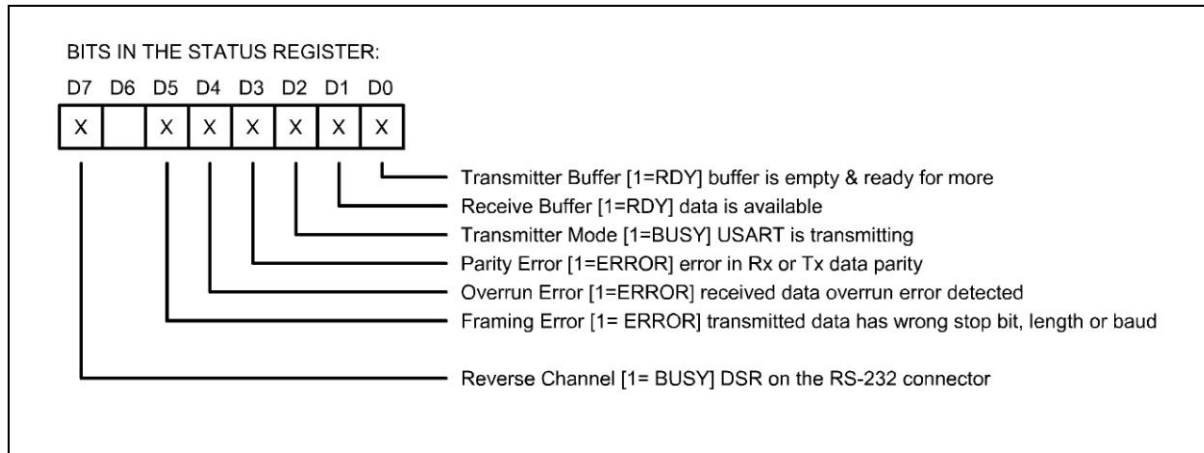 BITS IN THE STATUS REGISTER:
D7 D6 D5 D4 D3 D2 D1 D0
X X X X X X X
Transmitter Buffer [1=RDY] buffer is empty & ready for more
Receive Buffer [1=RDY] data is available
Transmitter Mode [1=BUSY] USART is transmitting
Parity Error [1=ERROR] error in Rx or Tx data parity
Overrun Error [1=ERROR] received data overrun error detected
Framing Error [1= ERROR] transmitted data has wrong stop bit, length or baud
Reverse Channel [1= BUSY] DSR on the RS-232 connector